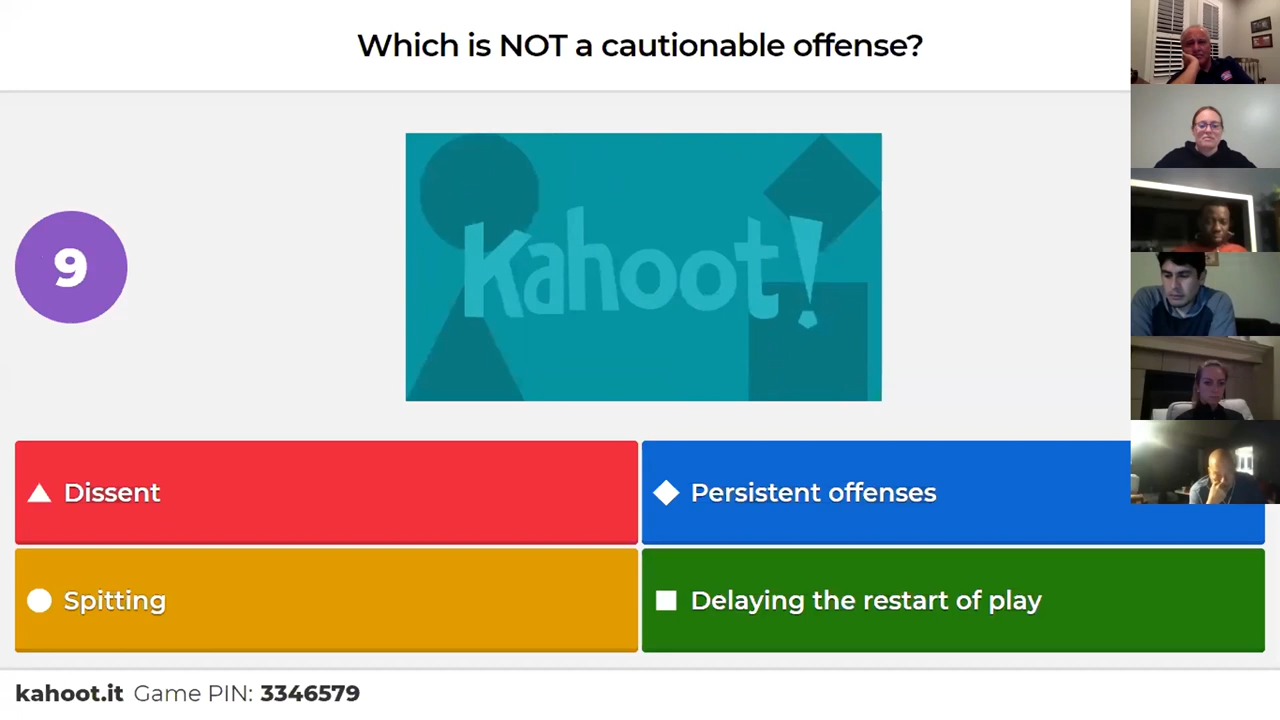 Which is NOT a cautionable offense?
9
Kahoot!
Dissent
Persistent offenses
Spitting
Delaying the restart of play
kahoot.it Game PIN: 3346579